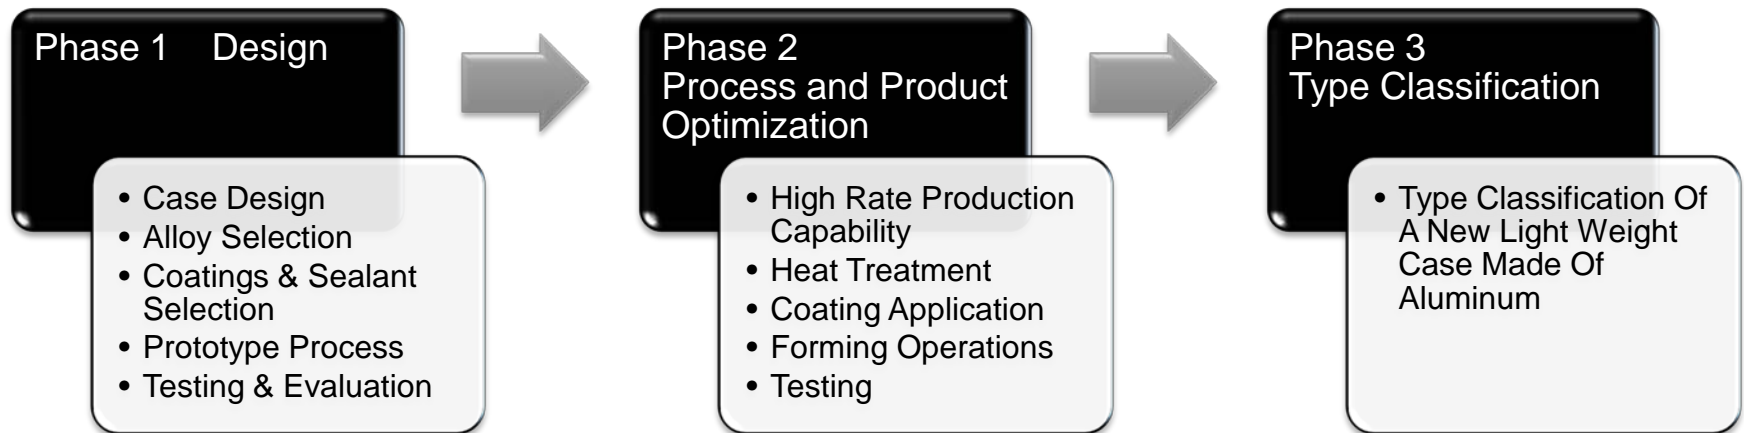 Phase 1 Design
• Case Design
• Alloy Selection
• Coatings & Sealant
Selection
• Prototype Process
• Testing & Evaluation
Phase 2
Process and Product
Optimization
• High Rate Production
Capability
• Heat Treatment
• Coating Application
• Forming Operations
• Testing
Phase 3
Type Classification
• Type Classification Of
A New Light Weight
Case Made Of
Aluminum